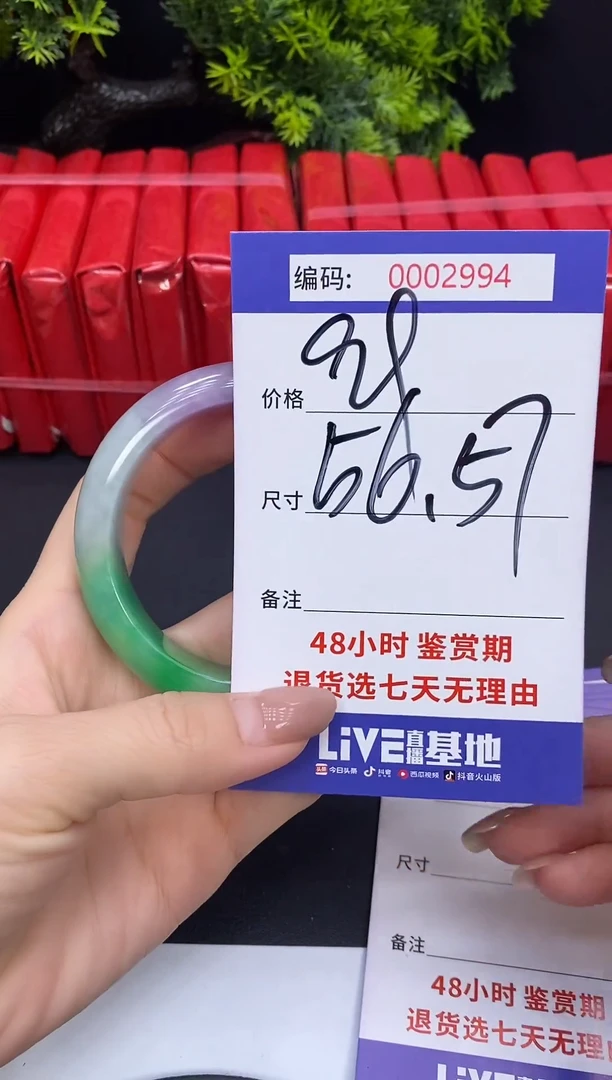 编码: 0002994
价格
尺寸 56.57
备注
48小时 鉴赏期
退货选七天无理由
LiVE直播基地
今日头条 抖音 西瓜视频 抖音火山版
尺寸
备注
48小时 鉴赏期
退货选七天无理由
LiVE